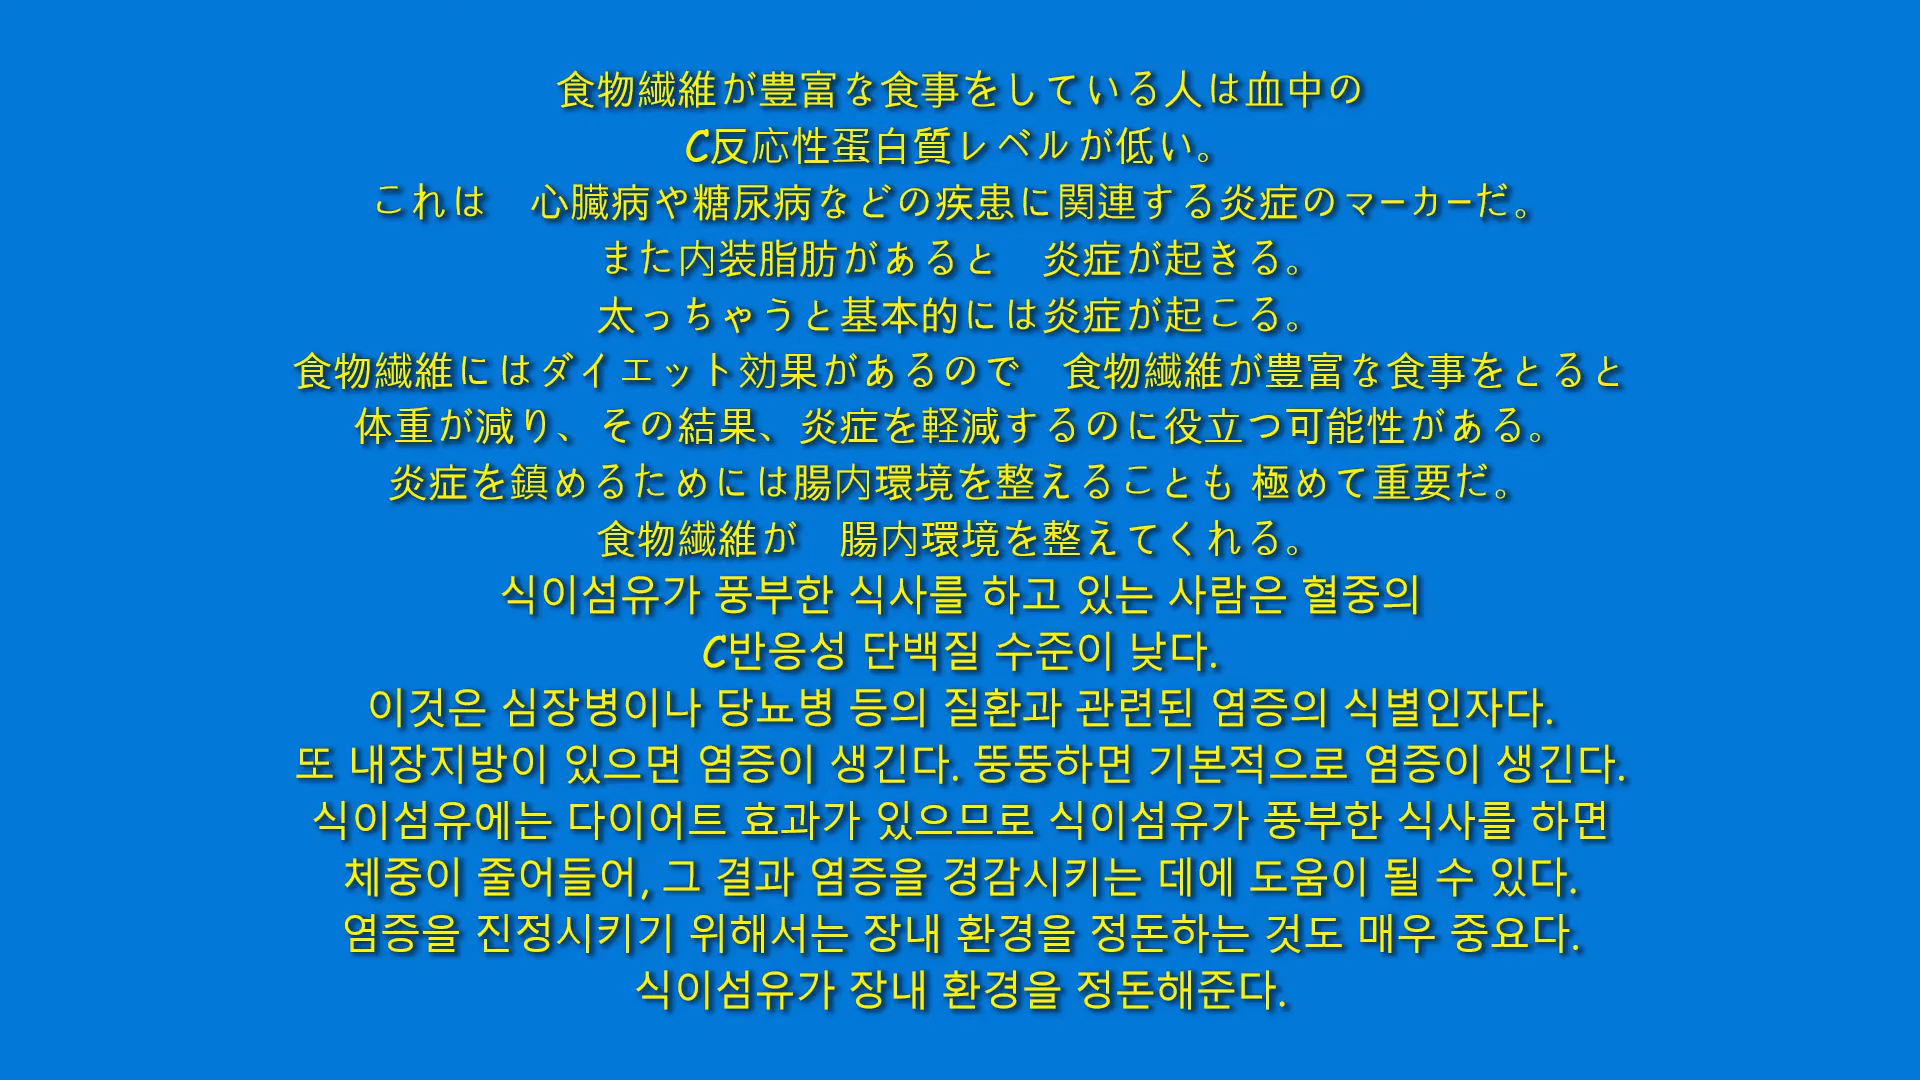 食物繊維が豊富な食事をしている人は血中の
C反応性蛋白質レベルが低い。
これは　心臓病や糖尿病などの疾患に関連する炎症のマーカーだ。
また内装脂肪があると　炎症が起きる。
太っちゃうと基本的には炎症が起こる。
食物繊維にはダイエット効果があるので　食物繊維が豊富な食事をとると
体重が減り、その結果、炎症を軽減するのに役立つ可能性がある。
炎症を鎮めるためには腸内環境を整えることも 極めて重要だ。
食物繊維が　腸内環境を整えてくれる。
식이섬유가 풍부한 식사를 하고 있는 사람은 혈중의
C반응성 단백질 수준이 낮다.
이것은 심장병이나 당뇨병 등의 질환과 관련된 염증의 식별인자다.
또 내장지방이 있으면 염증이 생긴다. 뚱뚱하면 기본적으로 염증이 생긴다.
식이섬유에는 다이어트 효과가 있으므로 식이섬유가 풍부한 식사를 하면
체중이 줄어들어, 그 결과 염증을 경감시키는 데에 도움이 될 수 있다.
염증을 진정시키기 위해서는 장내 환경을 정돈하는 것도 매우 중요다.
식이섬유가 장내 환경을 정돈해준다.